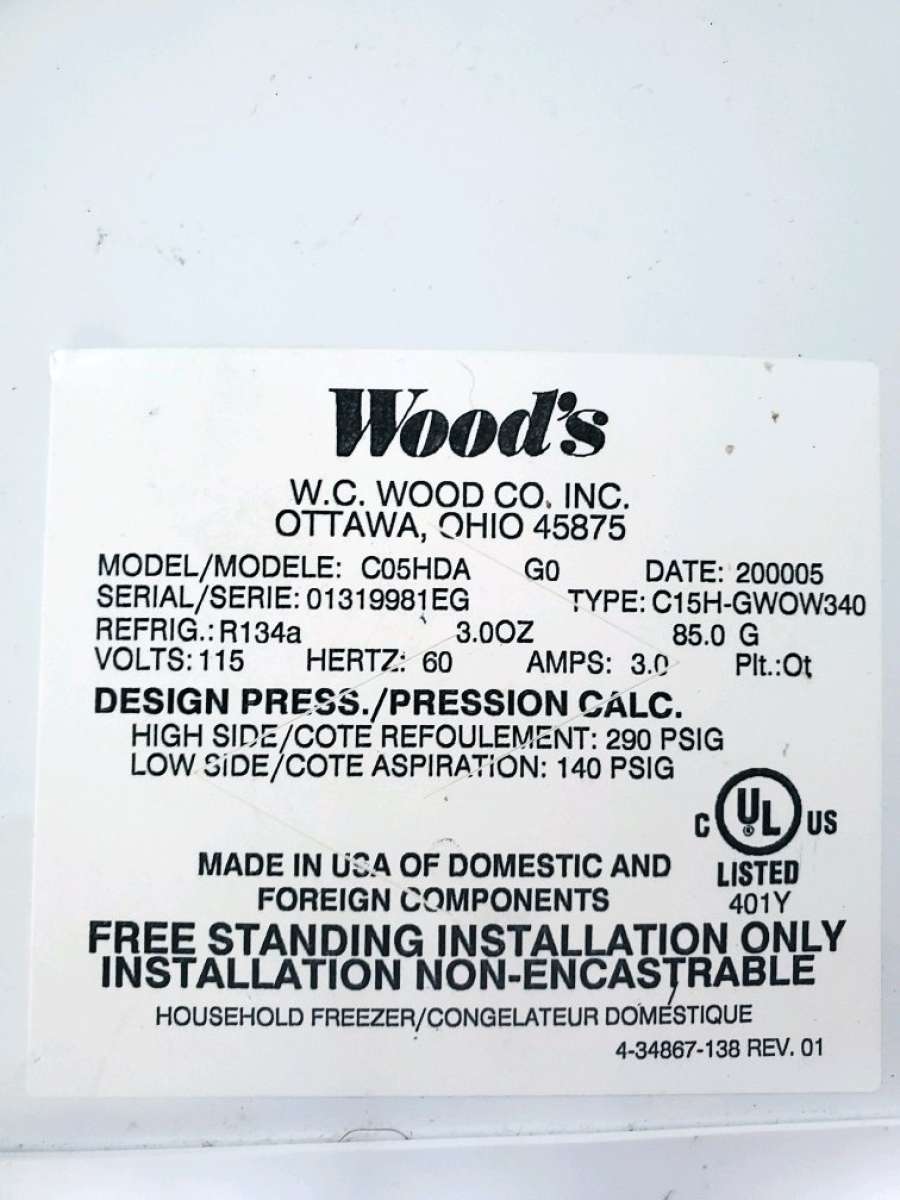 Wood's
W.C. WOOD CO. INC.
OTTAWA, OHIO 45875
MODEL/MODELE: C05HDA G0 DATE: 200005
SERIAL/SERIE: 01319981EG TYPE: C15H-GWOW340
REFRIG.: R134a 3.0OZ 85.0 G
VOLTS: 115 HERTZ: 60 AMPS: 3.0 Plt.:Ot
DESIGN PRESS./PRESSION CALC.
HIGH SIDE/COTE REFOULEMENT: 290 PSIG
LOW SIDE/COTE ASPIRATION: 140 PSIG
C UL ® US
LISTED
401Y
MADE IN USA OF DOMESTIC AND
FOREIGN COMPONENTS
FREE STANDING INSTALLATION ONLY
INSTALLATION NON-ENCASTRABLE
HOUSEHOLD FREEZER/CONGELATEUR DOMESTIQUE
4-34867-138 REV. 01